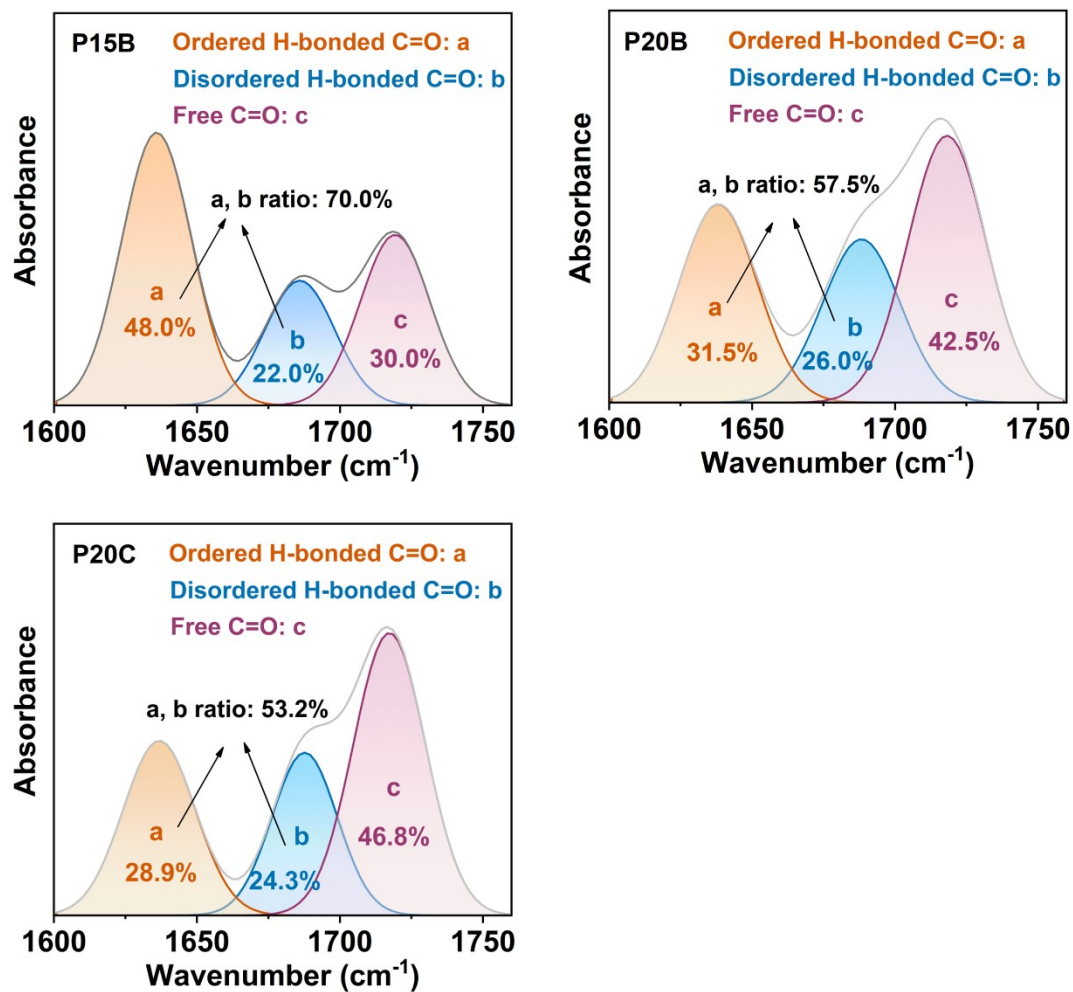 P15B
Ordered H-bonded C=O: a
Disordered H-bonded C=O: b
Free C=O: c
a, b ratio: 70.0%
a
48.0%
b
22.0%
c
30.0%
Absorbance
1600 1650 1700 1750
Wavenumber (cm⁻¹)
P20B
Ordered H-bonded C=O: a
Disordered H-bonded C=O: b
Free C=O: c
a, b ratio: 57.5%
a
31.5%
b
26.0%
c
42.5%
Absorbance
1600 1650 1700 1750
Wavenumber (cm⁻¹)
P20C
Ordered H-bonded C=O: a
Disordered H-bonded C=O: b
Free C=O: c
a, b ratio: 53.2%
a
28.9%
b
24.3%
c
46.8%
Absorbance
1600 1650 1700 1750
Wavenumber (cm⁻¹)